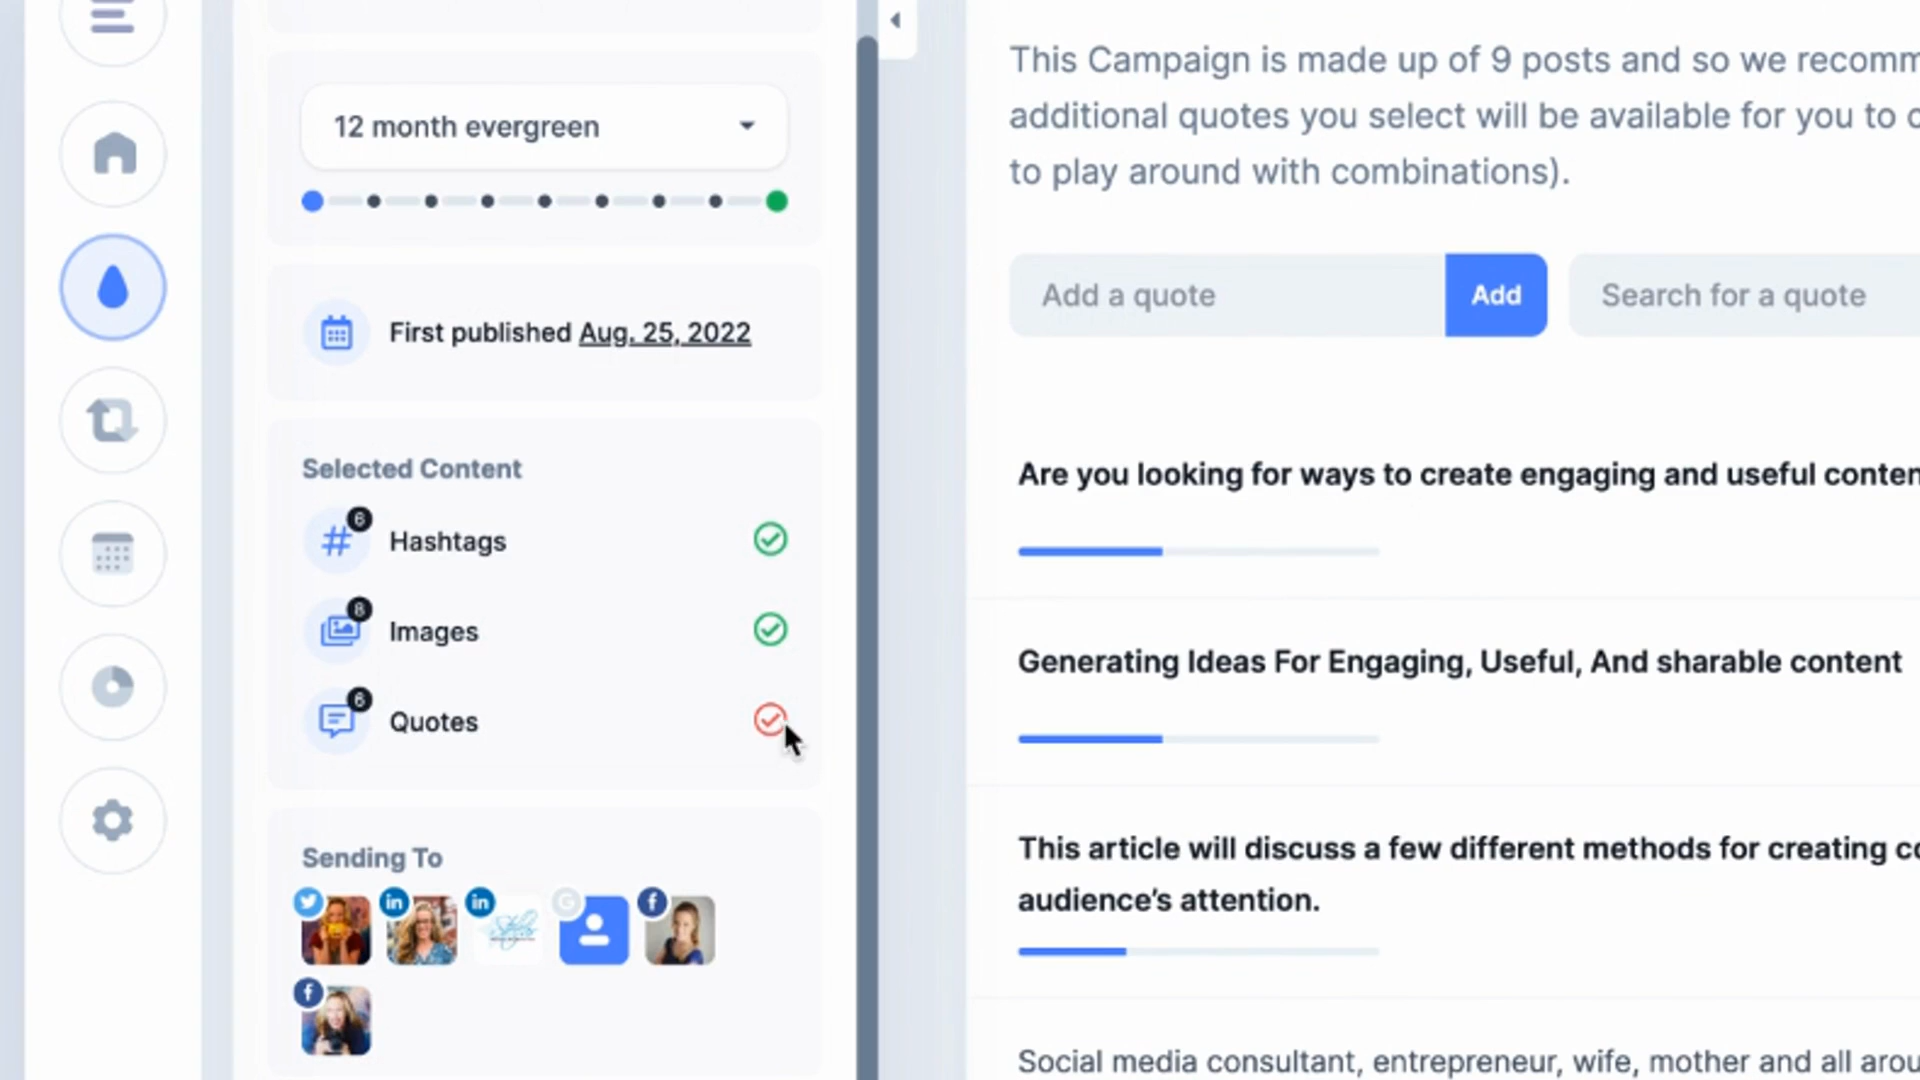 12 month evergreen
First published Aug. 25, 2022
Selected Content
6
Hashtags
8
Images
6
Quotes
Sending To
in
in
G
f
f
This Campaign is made up of 9 posts and so we recomm
additional quotes you select will be available for you to c
to play around with combinations).
Add a quote
Add
Search for a quote
Are you looking for ways to create engaging and useful conten
Generating Ideas For Engaging, Useful, And sharable content
This article will discuss a few different methods for creating co
audience’s attention.
Social media consultant, entrepreneur, wife, mother and all arou